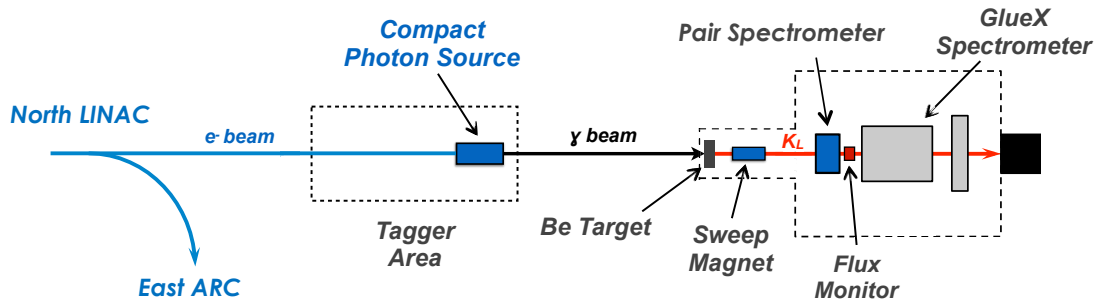 Compact
Photon Source
Pair Spectrometer
GlueX
Spectrometer
North LINAC
e- beam
ɣ beam
KL
Be Target
Tagger
Area
Sweep
Magnet
Flux
Monitor
East ARC